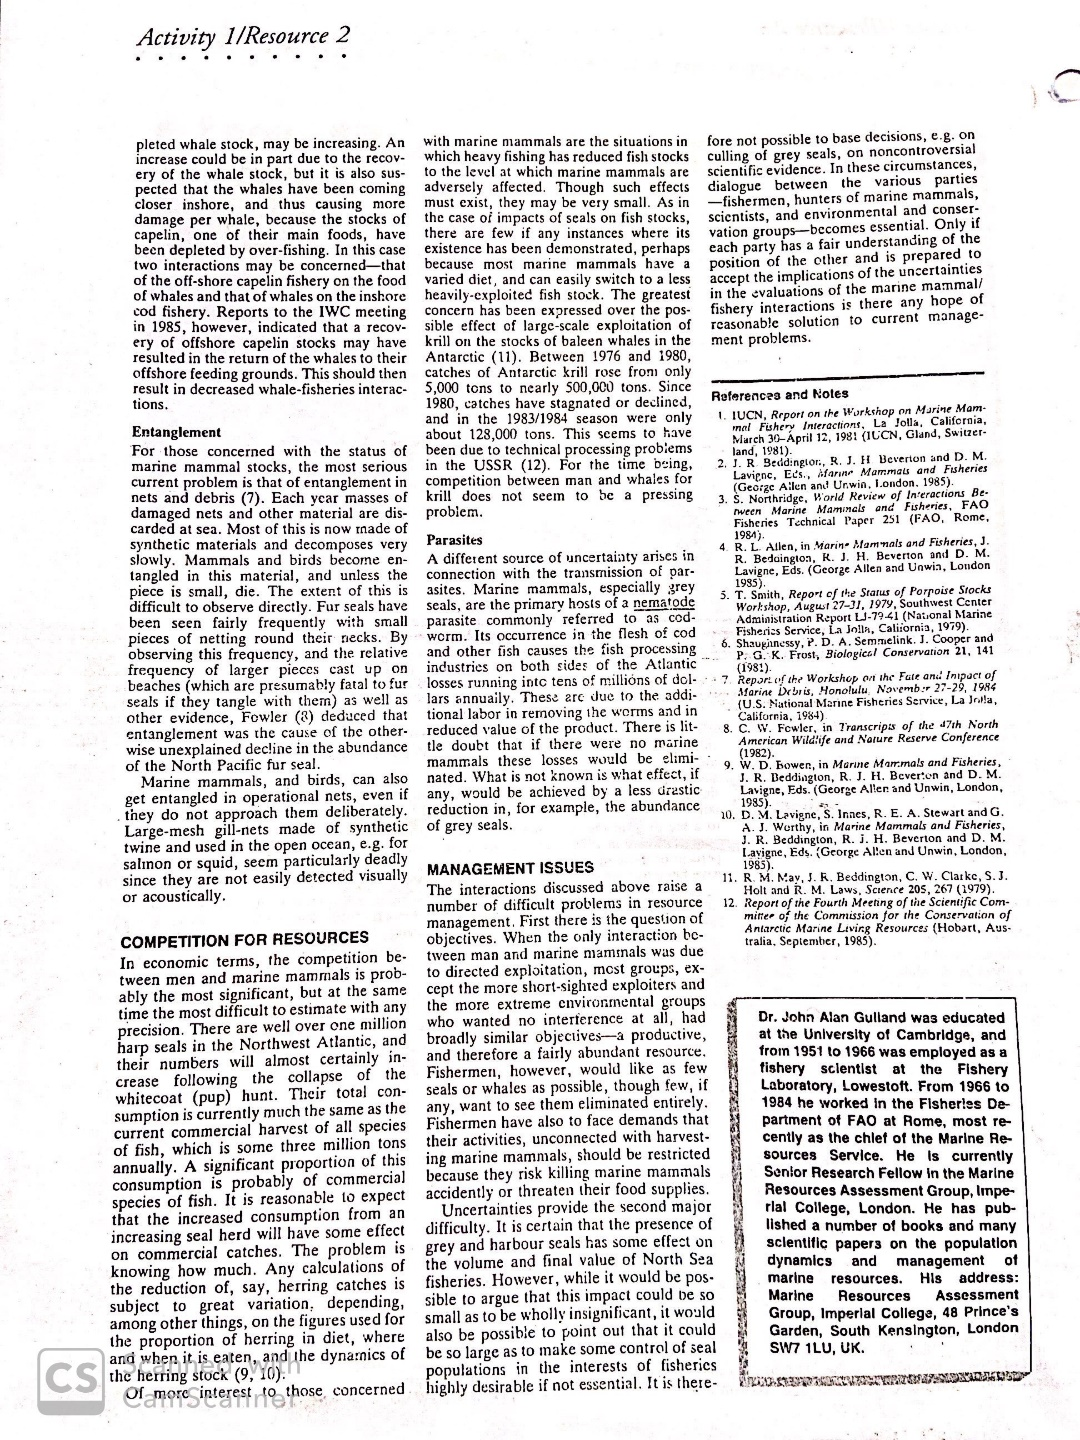 Activity 1/Resource 2
pleted whale stock, may be increasing. An
increase could be in part due to the recov-
ery of the whale stock, but it is also sus-
pected that the whales have been coming
closer inshore, and thus causing more
damage per whale, because the stocks of
capelin, one of their main foods, have
been depleted by over-fishing. In this case
two interactions may be concerned—that
of the off-shore capelin fishery on the food
of whales and that of whales on the inshore
cod fishery. Reports to the IWC meeting
in 1985, however, indicated that a recov-
ery of offshore capelin stocks may have
resulted in the return of the whales to their
offshore feeding grounds. This should then
result in decreased whale-fisheries interac-
tions.
Entanglement
For those concerned with the status of
marine mammal stocks, the most serious
current problem is that of entanglement in
nets and debris (7). Each year masses of
damaged nets and other material are dis-
carded at sea. Most of this is now made of
synthetic materials and decomposes very
slowly. Mammals and birds become en-
tangled in this material, and unless the
piece is small, die. The extent of this is
difficult to observe directly. Fur seals have
been seen fairly frequently with small
pieces of netting round their necks. By
observing this frequency, and the relative
frequency of larger pieces cast up on
beaches (which are presumably fatal to fur
seals if they tangle with them) as well as
other evidence, Fowler (8) deduced that
entanglement was the cause of the other-
wise unexplained decline in the abundance
of the North Pacific fur seal.
Marine mammals, and birds, can also
get entangled in operational nets, even if
they do not approach them deliberately.
Large-mesh gill-nets made of synthetic
twine and used in the open ocean, e.g. for
salmon or squid, seem particularly deadly
since they are not easily detected visually
or acoustically.
COMPETITION FOR RESOURCES
In economic terms, the competition be-
tween men and marine mammals is prob-
ably the most significant, but at the same
time the most difficult to estimate with any
precision. There are well over one million
harp seals in the Northwest Atlantic, and
their numbers will almost certainly in-
crease following the collapse of the
whitecoat (pup) hunt. Their total con-
sumption is currently much the same as the
current commercial harvest of all species
of fish, which is some three million tons
annually. A significant proportion of this
consumption is probably of commercial
species of fish. It is reasonable to expect
that the increased consumption from an
increasing seal herd will have some effect
on commercial catches. The problem is
knowing how much. Any calculations of
the reduction of, say, herring catches is
subject to great variation, depending,
among other things, on the figures used for
the proportion of herring in diet, where
and when it is eaten, and the dynamics of
the herring stock (9, 10).
Of more interest to those concerned
with marine mammals are the situations in
which heavy fishing has reduced fish stocks
to the level at which marine mammals are
adversely affected. Though such effects
must exist, they may be very small. As in
the case of impacts of seals on fish stocks,
there are few if any instances where its
existence has been demonstrated, perhaps
because most marine mammals have a
varied diet, and can easily switch to a less
heavily-exploited fish stock. The greatest
concern has been expressed over the pos-
sible effect of large-scale exploitation of
krill on the stocks of baleen whales in the
Antarctic (11). Between 1976 and 1980,
catches of Antarctic krill rose from only
5,000 tons to nearly 500,000 tons. Since
1980, catches have stagnated or declined,
and in the 1983/1984 season were only
about 128,000 tons. This seems to have
been due to technical processing problems
in the USSR (12). For the time being,
competition between man and whales for
krill does not seem to be a pressing
problem.
Parasites
A different source of uncertainty arises in
connection with the transmission of par-
asites. Marine mammals, especially grey
seals, are the primary hosts of a nematode
parasite commonly referred to as cod-
worm. Its occurrence in the flesh of cod
and other fish causes the fish processing
industries on both sides of the Atlantic
losses running into tens of millions of dol-
lars annually. These are due to the addi-
tional labor in removing the worms and in
reduced value of the product. There is lit-
tle doubt that if there were no marine
mammals these losses would be elimi-
nated. What is not known is what effect, if
any, would be achieved by a less drastic
reduction in, for example, the abundance
of grey seals.
MANAGEMENT ISSUES
The interactions discussed above raise a
number of difficult problems in resource
management. First there is the question of
objectives. When the only interaction be-
tween man and marine mammals was due
to directed exploitation, most groups, ex-
cept the more short-sighted exploiters and
the more extreme environmental groups
who wanted no interference at all, had
broadly similar objectives—a productive,
and therefore a fairly abundant resource.
Fishermen, however, would like as few
seals or whales as possible, though few, if
any, want to see them eliminated entirely.
Fishermen have also to face demands that
their activities, unconnected with harvest-
ing marine mammals, should be restricted
because they risk killing marine mammals
accidently or threaten their food supplies.
Uncertainties provide the second major
difficulty. It is certain that the presence of
grey and harbour seals has some effect on
the volume and final value of North Sea
fisheries. However, while it would be pos-
sible to argue that this impact could be so
small as to be wholly insignificant, it would
also be possible to point out that it could
be so large as to make some control of seal
populations in the interests of fisheries
highly desirable if not essential. It is there-
fore not possible to base decisions, e.g. on
culling of grey seals, on noncontroversial
scientific evidence. In these circumstances,
dialogue between the various parties
—fishermen, hunters of marine mammals,
scientists, and environmental and conser-
vation groups—becomes essential. Only if
each party has a fair understanding of the
position of the other and is prepared to
accept the implications of the uncertainties
in the evaluations of the marine mammal/
fishery interactions is there any hope of
reasonable solution to current manage-
ment problems.
References and Notes
1. IUCN, Report on the Workshop on Marine Mam-
mal Fishery Interactions, La Jolla, California,
March 30–April 12, 1981 (IUCN, Gland, Switzer-
land, 1981).
2. J. R. Beddington, R. J. H. Beverton and D. M.
Lavigne, Eds., Marine Mammals and Fisheries
(George Allen and Unwin, London. 1985).
3. S. Northridge, World Review of Interactions Be-
tween Marine Mammals and Fisheries, FAO
Fisheries Technical Paper 251 (FAO, Rome,
1984).
4. R. L. Allen, in Marine Mammals and Fisheries, J.
R. Beddington, R. J. H. Beverton and D. M.
Lavigne, Eds. (George Allen and Unwin, London
1985).
5. T. Smith, Report of the Status of Porpoise Stocks
Workshop, August 27–31, 1979, Southwest Center
Administration Report LJ-79-41 (National Marine
Fisheries Service, La Jolla, California, 1979).
6. Shauginnessy, P. D. A. Semmelink. J. Cooper and
P. G. K. Frost, Biological Conservation 21, 141
(1981).
7. Report of the Workshop on the Fate and Impact of
Marine Debris, Honolulu, November 27-29, 1984
(U.S. National Marine Fisheries Service, La Jolla,
California, 1984).
8. C. W. Fowler, in Transcripts of the 47th North
American Wildlife and Nature Reserve Conference
(1982).
9. W. D. Bowen, in Marine Mammals and Fisheries,
J. R. Beddington, R. J. H. Beverton and D. M.
Lavigne, Eds. (George Allen and Unwin, London,
1985).
10. D. M. Lavigne, S. Innes, R. E. A. Stewart and G.
A. J. Worthy, in Marine Mammals and Fisheries,
J. R. Beddington, R. J. H. Beverton and D. M.
Lavigne, Eds. (George Allen and Unwin, London,
1985).
11. R. M. May, J. R. Beddington, C. W. Clarke, S. J.
Holt and R. M. Laws, Science 205, 267 (1979).
12. Report of the Fourth Meeting of the Scientific Com-
mittee of the Commission for the Conservation of
Antarctic Marine Living Resources (Hobart, Aus-
tralia. September, 1985).
Dr. John Alan Gulland was educated
at the University of Cambridge, and
from 1951 to 1966 was employed as a
fishery scientist at the Fishery
Laboratory, Lowestoft. From 1966 to
1984 he worked in the Fisheries De-
partment of FAO at Rome, most re-
cently as the chief of the Marine Re-
sources Service. He is currently
Senior Research Fellow in the Marine
Resources Assessment Group, Impe-
rial College, London. He has pub-
lished a number of books and many
scientific papers on the population
dynamics and management of
marine resources. His address:
Marine Resources Assessment
Group, Imperial College, 48 Prince's
Garden, South Kensington, London
SW7 1LU, UK.
CS
Scanned with
CamScanner